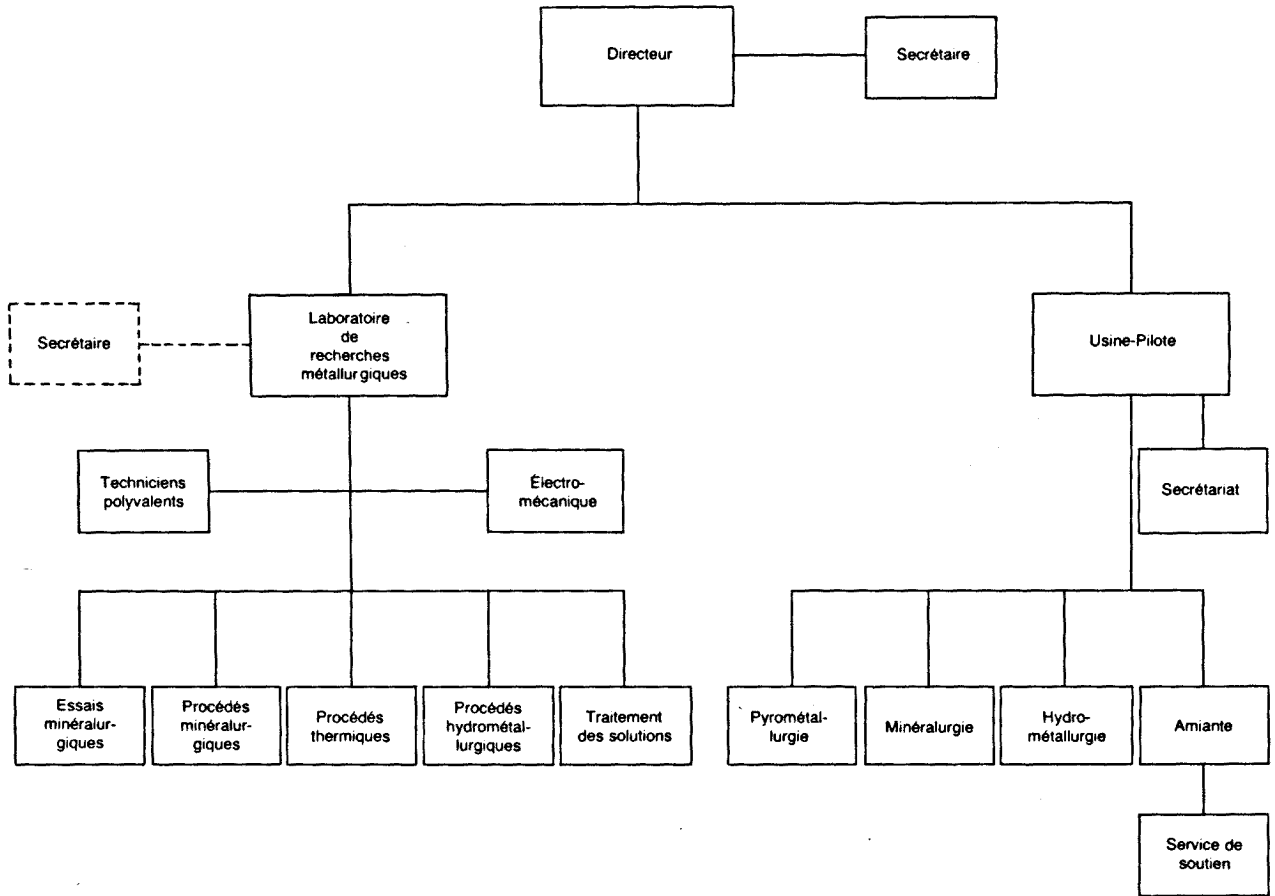 Directeur
Secrétaire
Secrétaire
Laboratoire
de
recherches
métallurgiques
Usine-Pilote
Techniciens
polyvalents
Électro-
mécanique
Secrétariat
Essais
minéralur-
giques
Procédés
minéralur-
giques
Procédés
thermiques
Procédés
hydrométal-
lurgiques
Traitement
des solutions
Pyrométal-
lurgie
Minéralurgie
Hydro-
métallurgie
Amiante
Service de
soutien